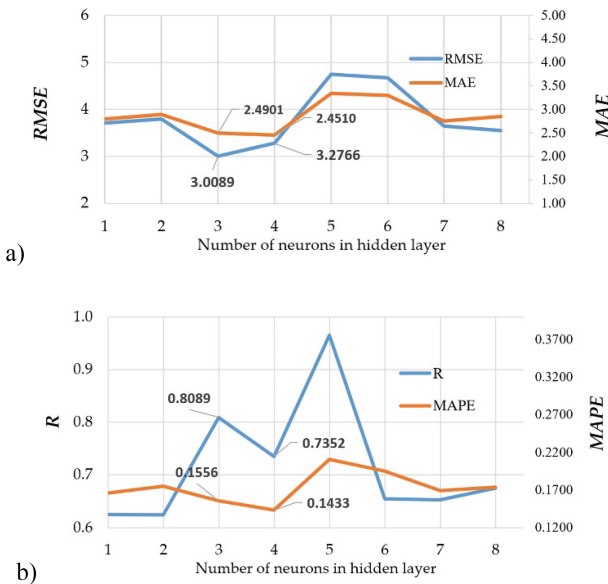 a)
6
5
4
3
2
RMSE
5.00
4.50
4.00
3.50
3.00
2.50
2.00
1.50
1.00
MAE
RMSE
MAE
2.4901
2.4510
3.2766
3.0089
1 2 3 4 5 6 7 8
Number of neurons in hidden layer
b)
1.0
0.9
0.8
0.7
0.6
R
0.3700
0.3200
0.2700
0.2200
0.1700
0.1200
MAPE
R
MAPE
0.8089
0.7352
0.1556
0.1433
1 2 3 4 5 6 7 8
Number of neurons in hidden layer